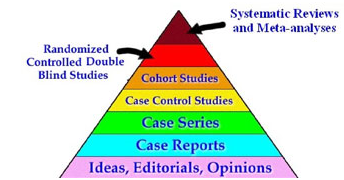 Systematic Reviews
and Meta-analyses
Randomized
Controlled Double
Blind Studies
Cohort Studies
Case Control Studies
Case Series
Case Reports
Ideas, Editorials, Opinions